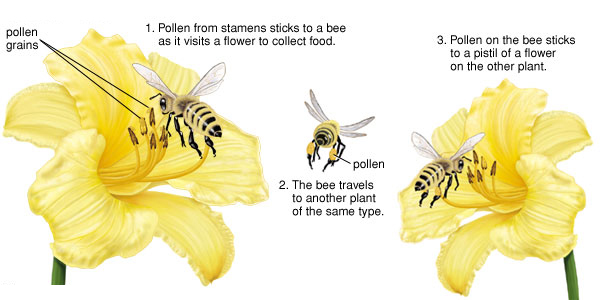 pollen
grains
1. Pollen from stamens sticks to a bee
as it visits a flower to collect food.
pollen
2. The bee travels
to another plant
of the same type.
3. Pollen on the bee sticks
to a pistil of a flower
on the other plant.